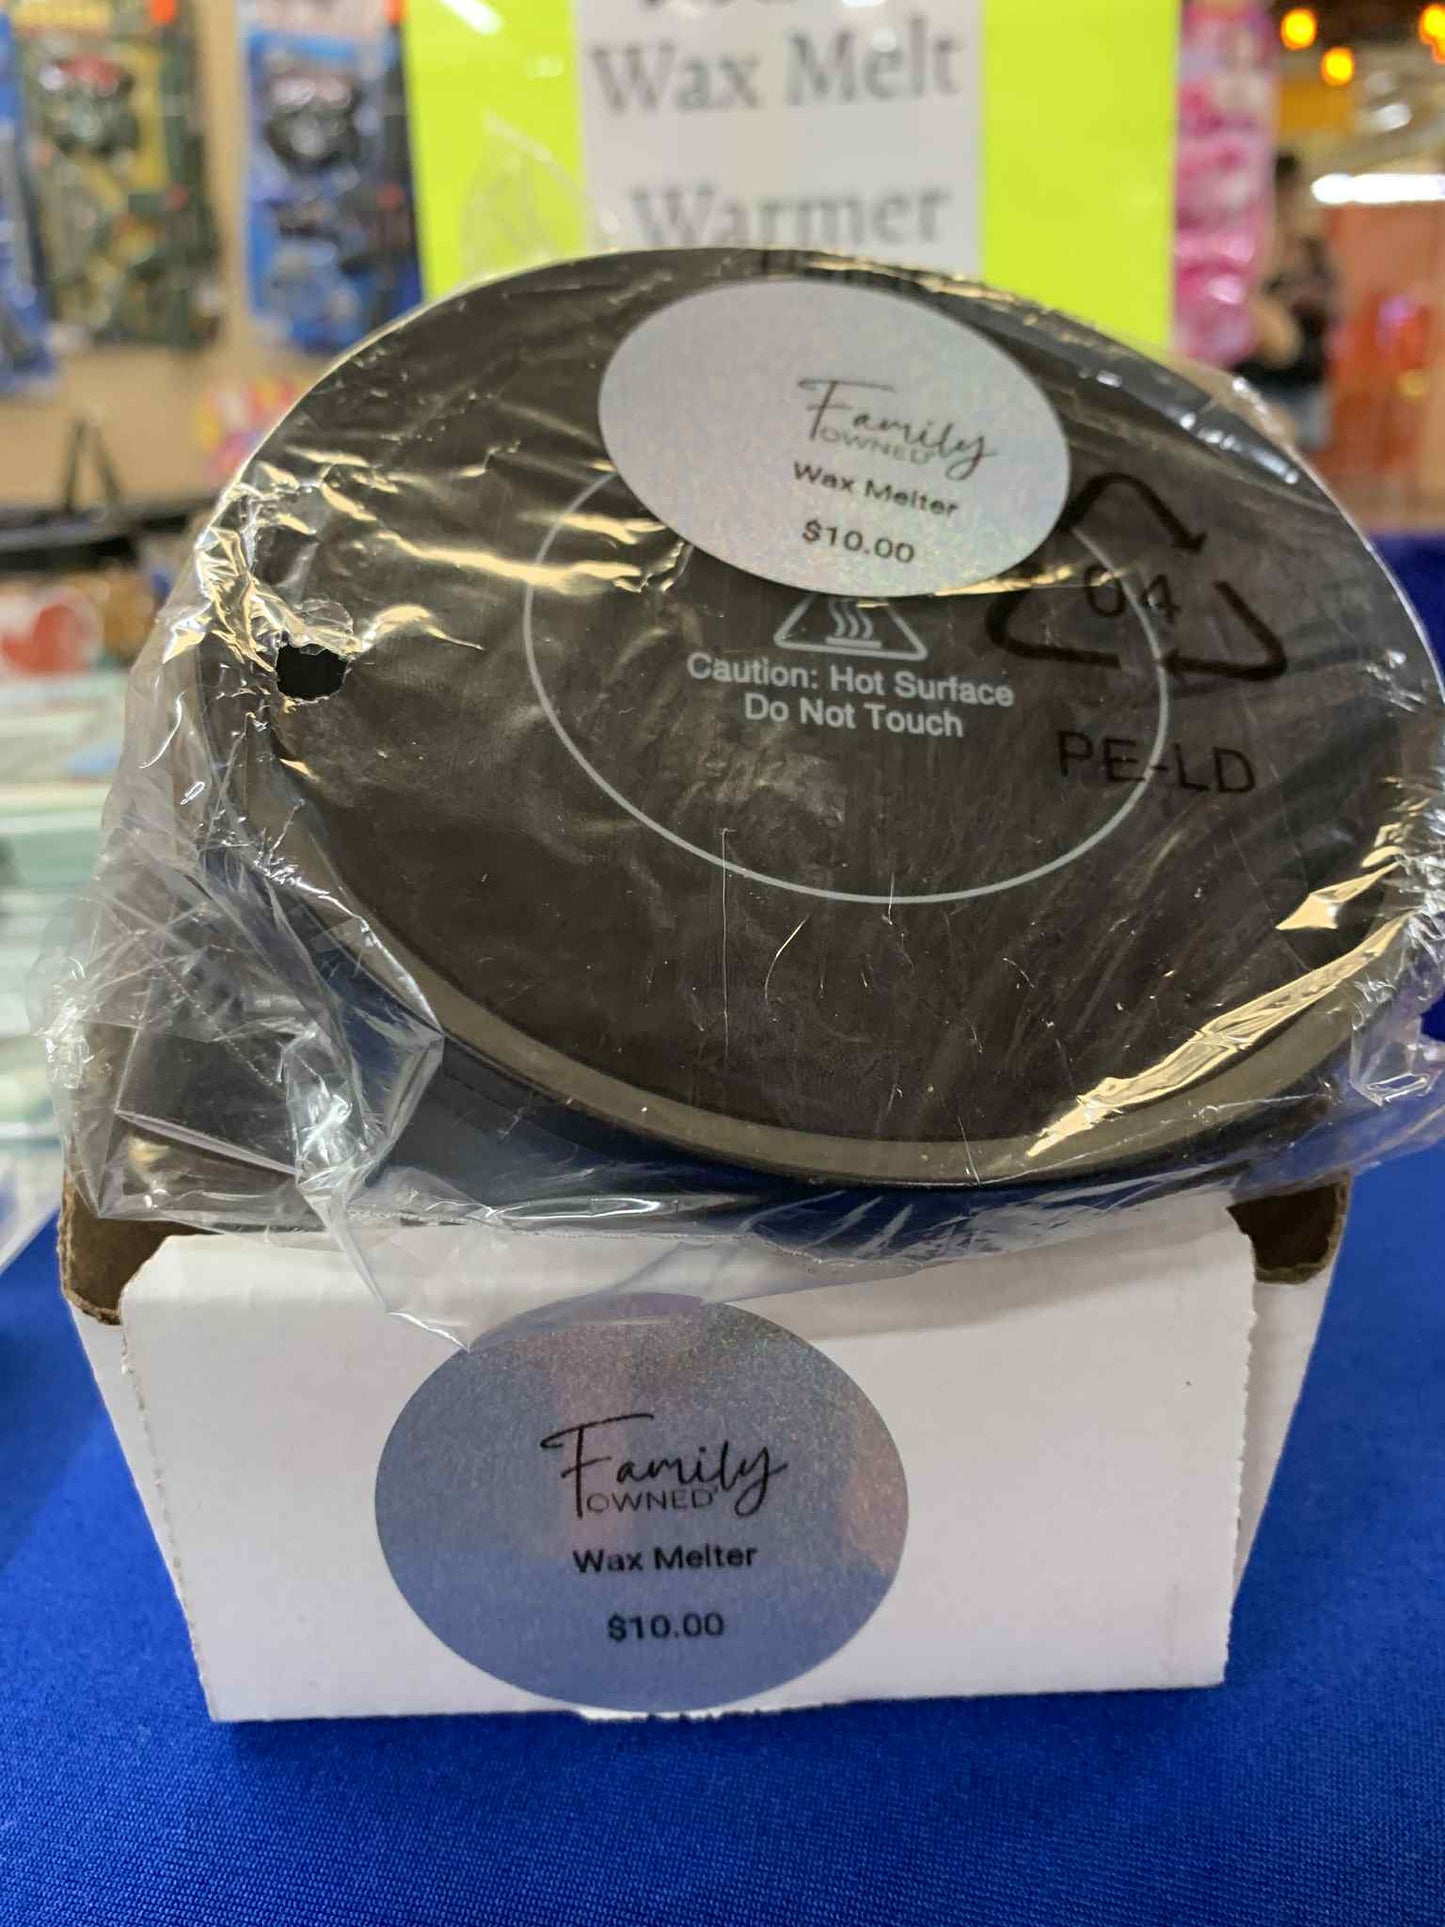 Wax Melt
Warmer
Family
OWNED
Wax Melter
$10.00
04
PE-LD
Caution: Hot Surface
Do Not Touch
Family
OWNED
Wax Melter
$10.00